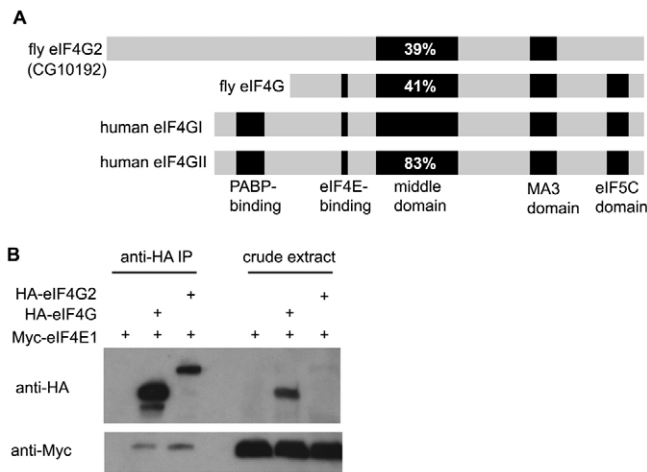 A
fly eIF4G2 39%
(CG10192)
fly eIF4G 41%
human eIF4GI
human eIF4GII 83%
PABP- eIF4E- middle MA3 eIF5C
binding binding domain domain domain
B
anti-HA IP crude extract
HA-eIF4G2 + +
HA-eIF4G + +
Myc-eIF4E1 + + + + + +
anti-HA
anti-Myc